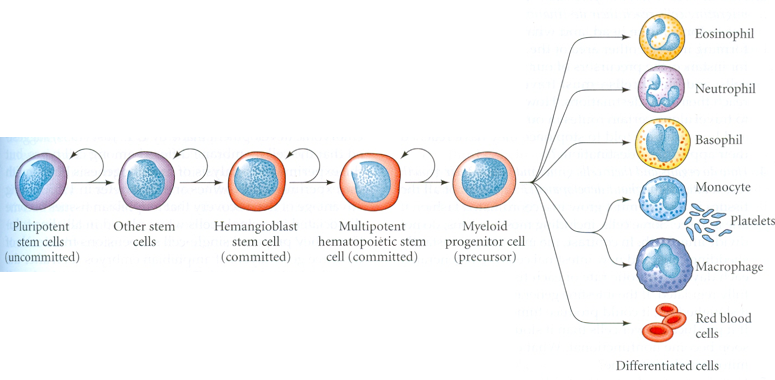 Eosinophil
Neutrophil
Basophil
Monocyte
Platelets
Macrophage
Red blood
cells
Differentiated cells
Pluripotent
stem cells
(uncommitted)
Other stem
cells
Hemangioblast
stem cell
(committed)
Multipotent
hematopoietic stem
cell (committed)
Myeloid
progenitor cell
(precursor)